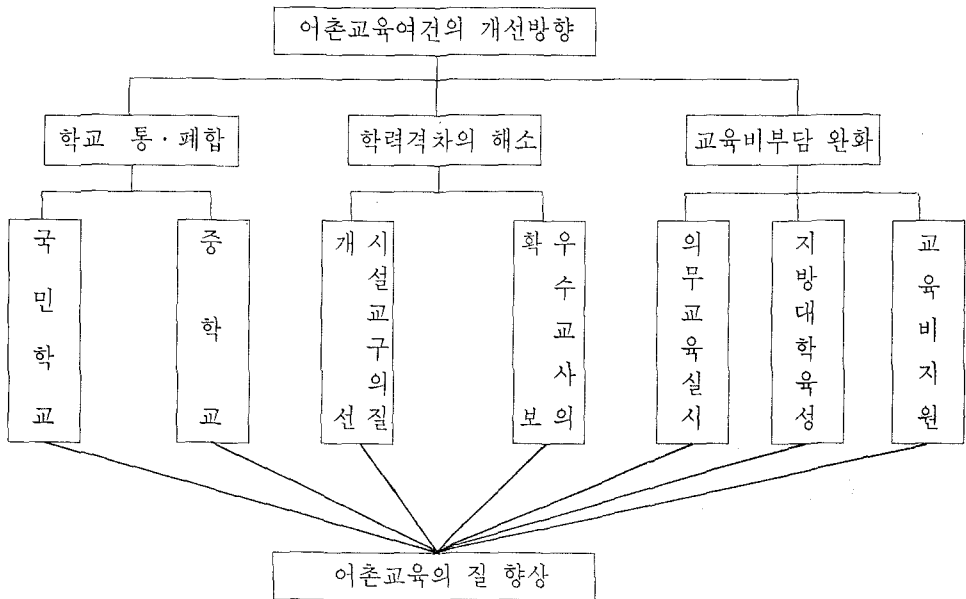 어촌교육여건의 개선방향
학교 통·폐합
학력격차의 해소
교육비부담 완화
국민학교
중학교
시설교구의질
개선
우수교사의
확보
의무교육실시
지방대학육성
교육비지원
어촌교육의 질 향상